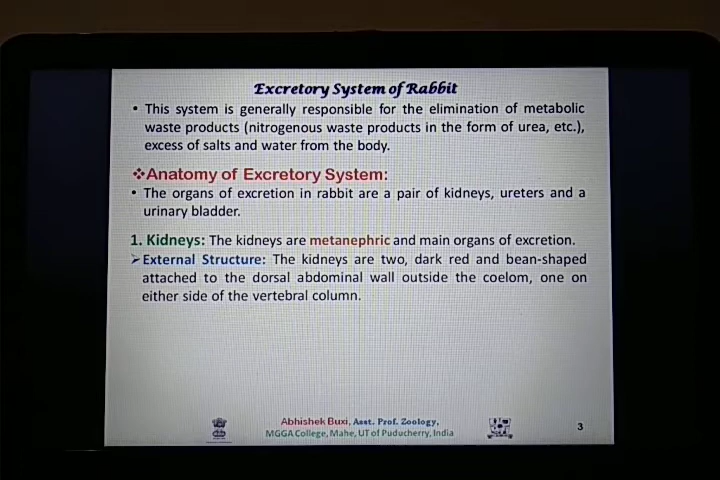 Excretory System of Rabbit
• This system is generally responsible for the elimination of metabolic
waste products (nitrogenous waste products in the form of urea, etc.),
excess of salts and water from the body.
❖Anatomy of Excretory System:
• The organs of excretion in rabbit are a pair of kidneys, ureters and a
urinary bladder.
1. Kidneys: The kidneys are metanephric and main organs of excretion.
➢External Structure: The kidneys are two, dark red and bean-shaped
attached to the dorsal abdominal wall outside the coelom, one on
either side of the vertebral column.
Abhishek Buxi, Asst. Prof. Zoology,
MGGA College, Mahe, UT of Puducherry, India
3